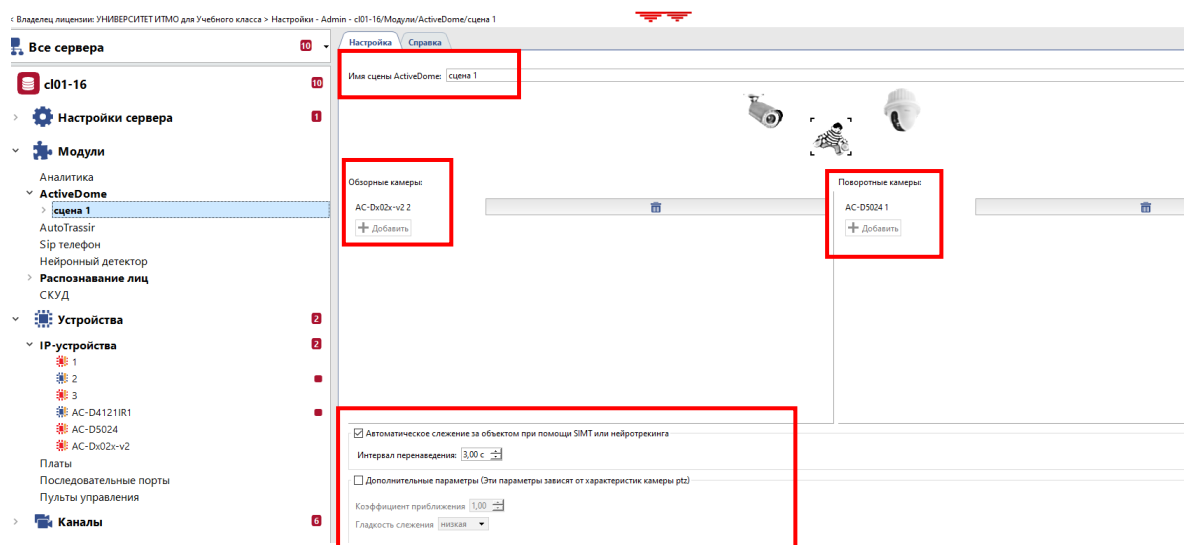 ‹ Владелец лицензии: УНИВЕРСИТЕТ ИТМО для Учебного класса > Настройки - Admin - cl01-16/Модули/ActiveDome/сцена 1
Все сервера 10
Настройка Справка
cl01-16 10
Имя сцены ActiveDome: сцена 1
Настройки сервера 1
Модули
Аналитика
ActiveDome
сцена 1
AutoTrassir
Sip телефон
Нейронный детектор
Распознавание лиц
СКУД
Устройства 2
IP-устройства 2
1
2
3
AC-D4121IR1
AC-D5024
AC-Dx02x-v2
Платы
Последовательные порты
Пульты управления
Каналы 6
Обзорные камеры:
AC-Dx02x-v2 2
Добавить
Поворотные камеры:
AC-D5024 1
Добавить
Автоматическое слежение за объектом при помощи SIMT или нейротрекинга
Интервал перенаведения: 3,00 с
Дополнительные параметры (Эти параметры зависят от характеристик камеры ptz)
Коэффициент приближения 1,00
Гладкость слежения низкая